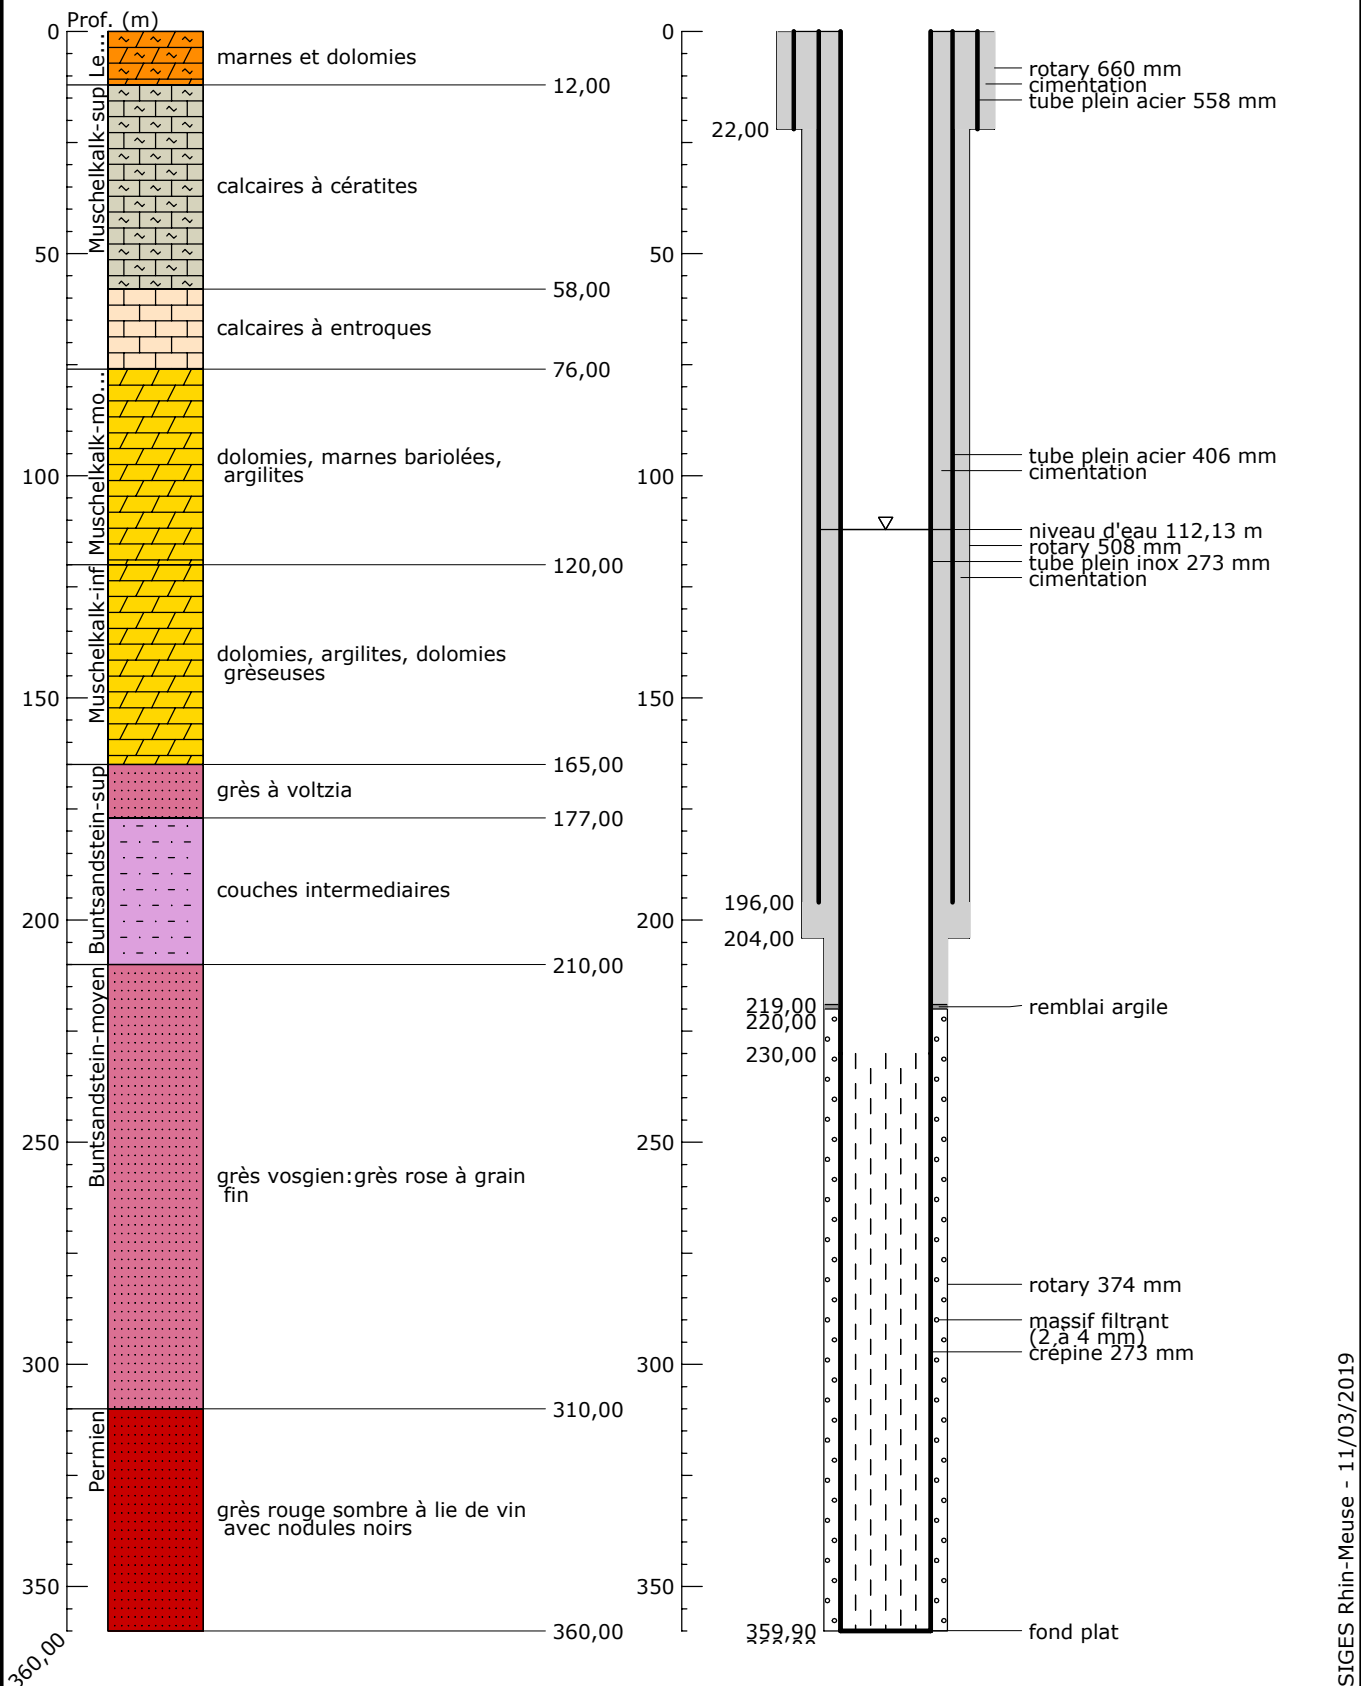 Prof. (m)
0
50
100
150
200
250
300
350
360,00
Le...
Muschelkalk-sup
Muschelkalk-mo...
Muschelkalk-inf
Buntsandstein-sup
Buntsandstein-moyen
Permien
marnes et dolomies
12,00
calcaires à cératites
58,00
calcaires à entroques
76,00
dolomies, marnes bariolées,
argilites
120,00
dolomies, argilites, dolomies
grèseuses
165,00
grès à voltzia
177,00
couches intermediaires
210,00
grès vosgien:grès rose à grain
fin
310,00
grès rouge sombre à lie de vin
avec nodules noirs
360,00
0
50
100
150
200
250
300
350
22,00
196,00
204,00
219,00
220,00
230,00
359,90
rotary 660 mm
cimentation
tube plein acier 558 mm
tube plein acier 406 mm
cimentation
niveau d'eau 112,13 m
rotary 508 mm
tube plein inox 273 mm
cimentation
remblai argile
rotary 374 mm
massif filtrant
(2 à 4 mm)
crépine 273 mm
fond plat
SIGES Rhin-Meuse - 11/03/2019